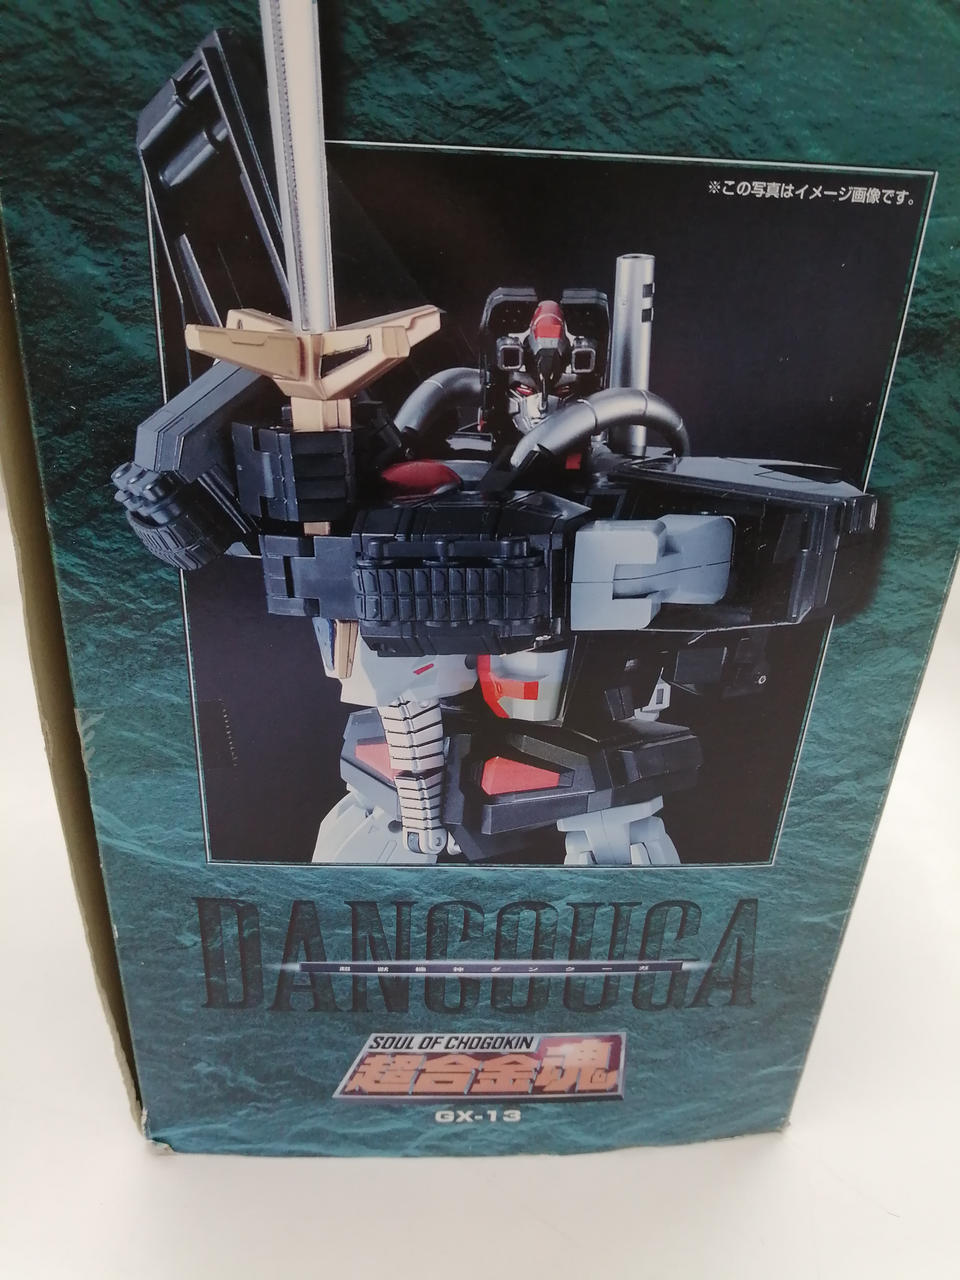 ※この写真はイメージ画像です。
DANCOUGA
超獣機神ダンクーガ
SOUL OF CHOGOKIN
超合金魂
GX-13